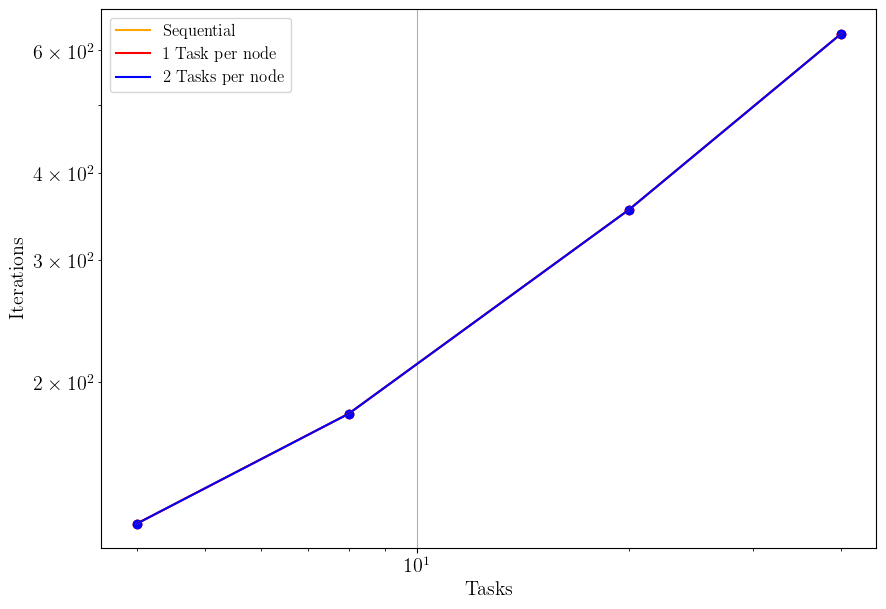 Sequential
1 Task per node
2 Tasks per node
6 × 10²
4 × 10²
3 × 10²
2 × 10²
Iterations
10¹
Tasks